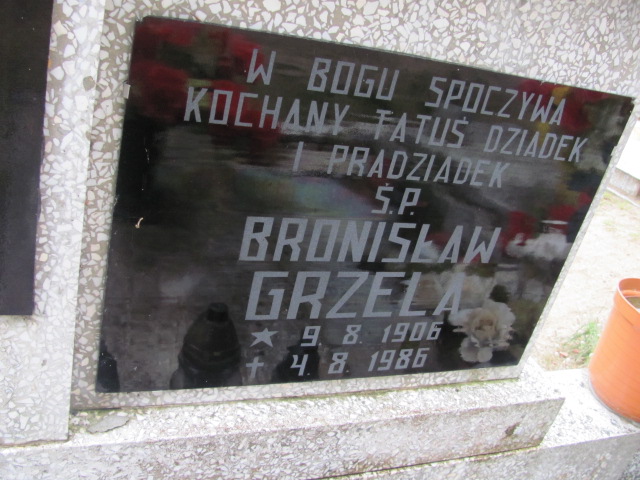 W BOGU SPOCZYWA
KOCHANY TATUŚ DZIADEK
I PRADZIADEK
Ś.P.
BRONISŁAW
GRZELA
★ 9.8.1906
✝ 4.8.1986